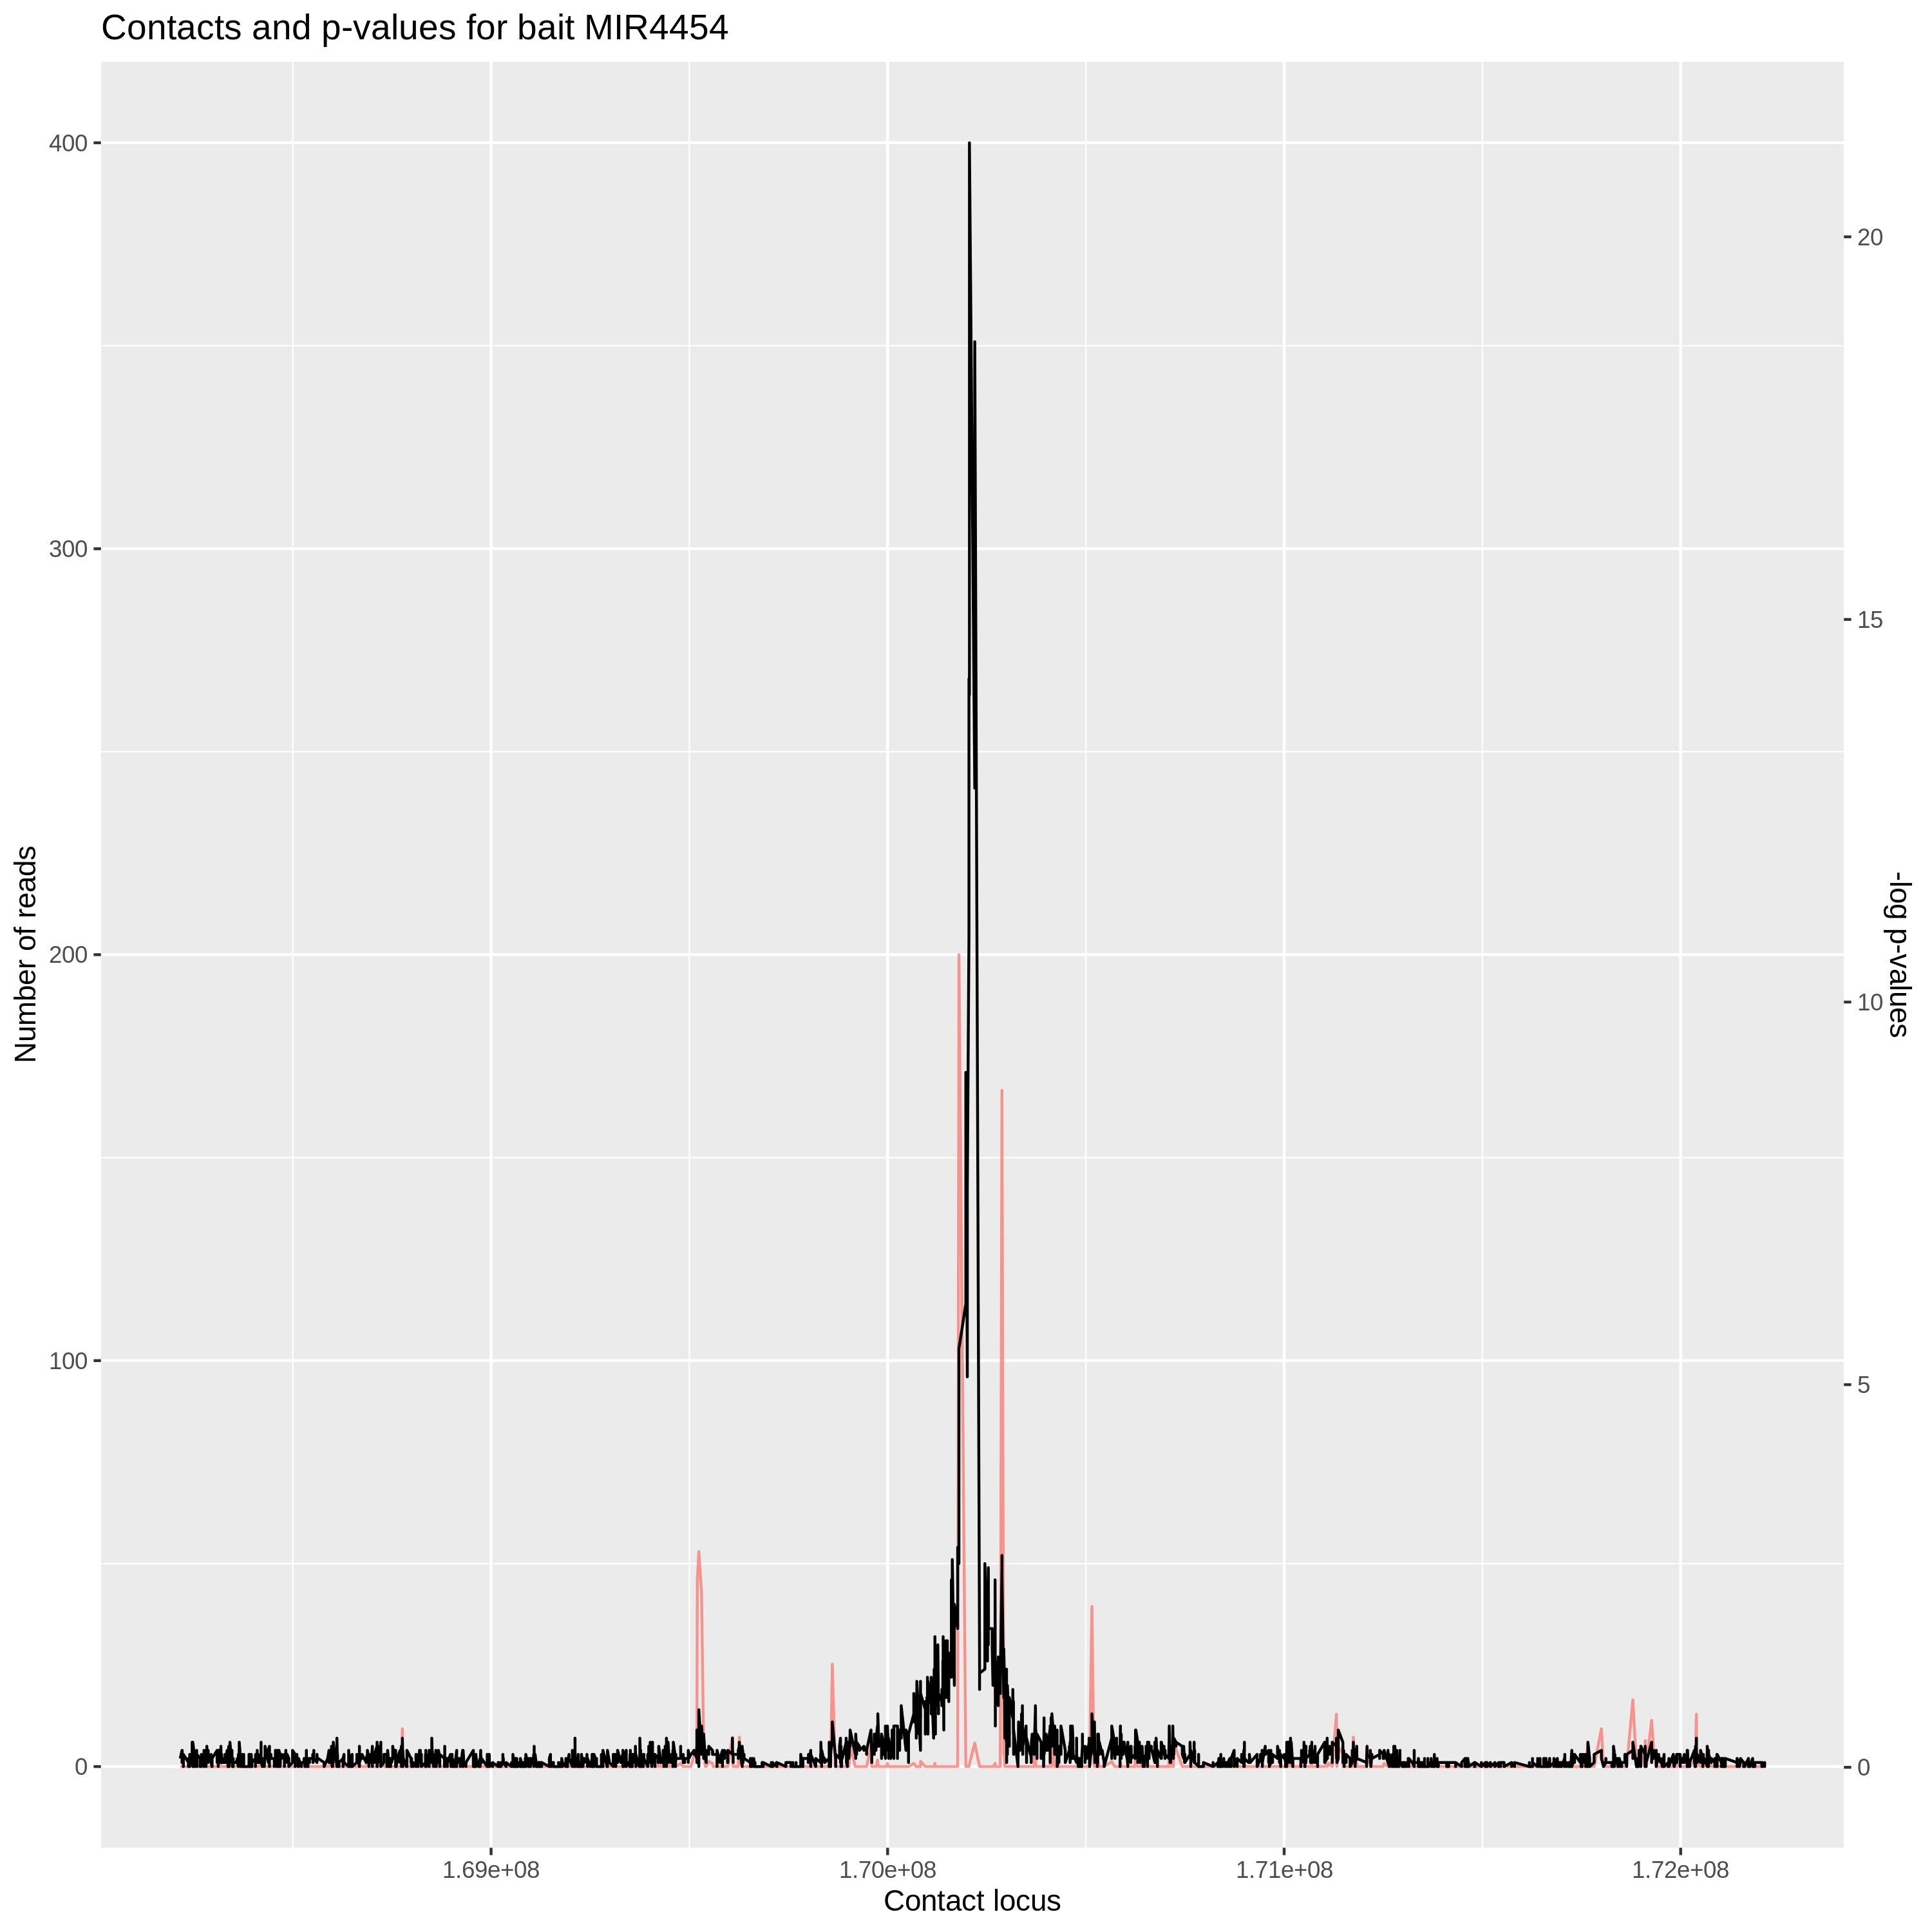 Contacts and p-values for bait MIR4454
400
300
200
100
0
Number of reads
20
15
10
5
0
-log p-values
1.69e+08
1.70e+08
1.71e+08
1.72e+08
Contact locus